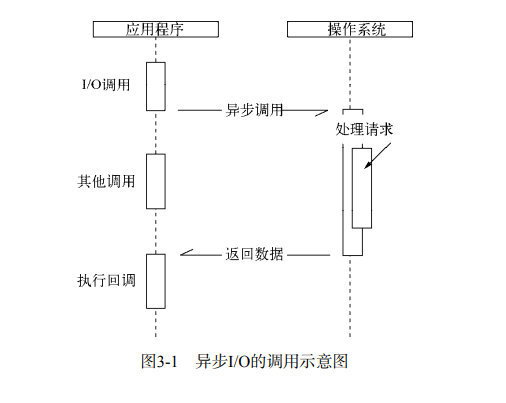 应用程序
操作系统
I/O调用
异步调用
处理请求
其他调用
返回数据
执行回调
图3-1 异步I/O的调用示意图